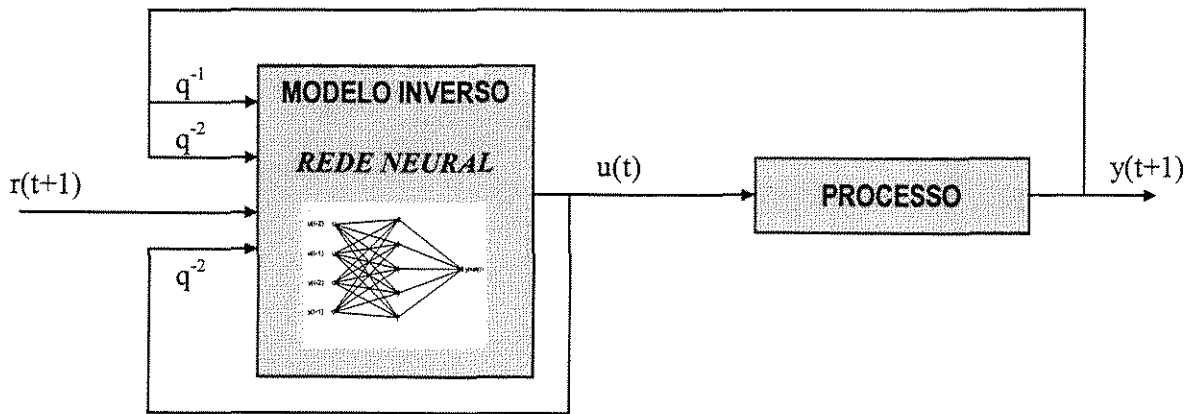 q-1
MODELO INVERSO
q-2
REDE NEURAL
r(t+1)
u(t)
y(t+1)
PROCESSO
q-2